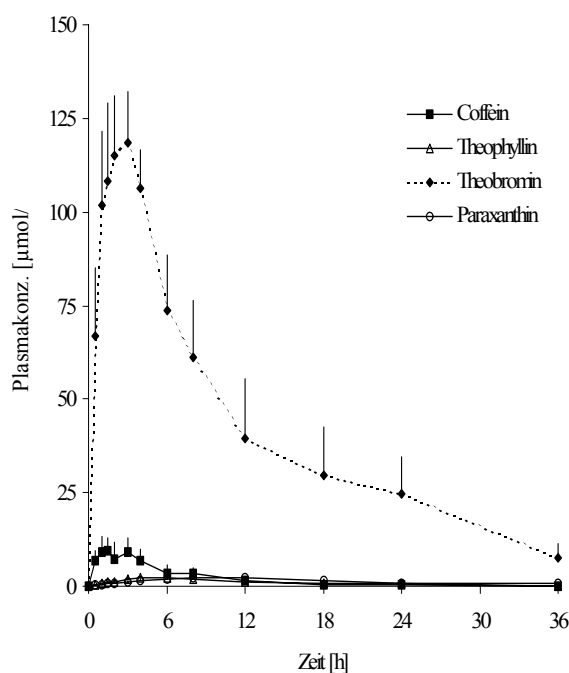 150
125
100
75
50
25
0
Plasmakonz. [µmol/
Coffein
Theophyllin
Theobromin
Paraxanthin
0 6 12 18 24 30 36
Zeit [h]